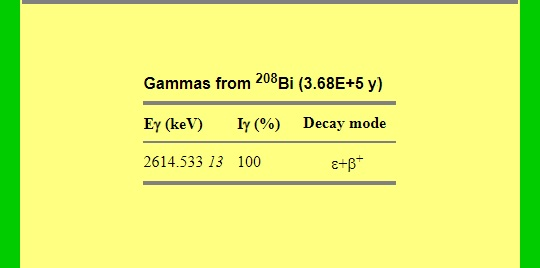 Gammas from ²⁰⁸Bi (3.68E+5 y)
Eγ (keV) Iγ (%) Decay mode
2614.533 13 100 ε+β⁺